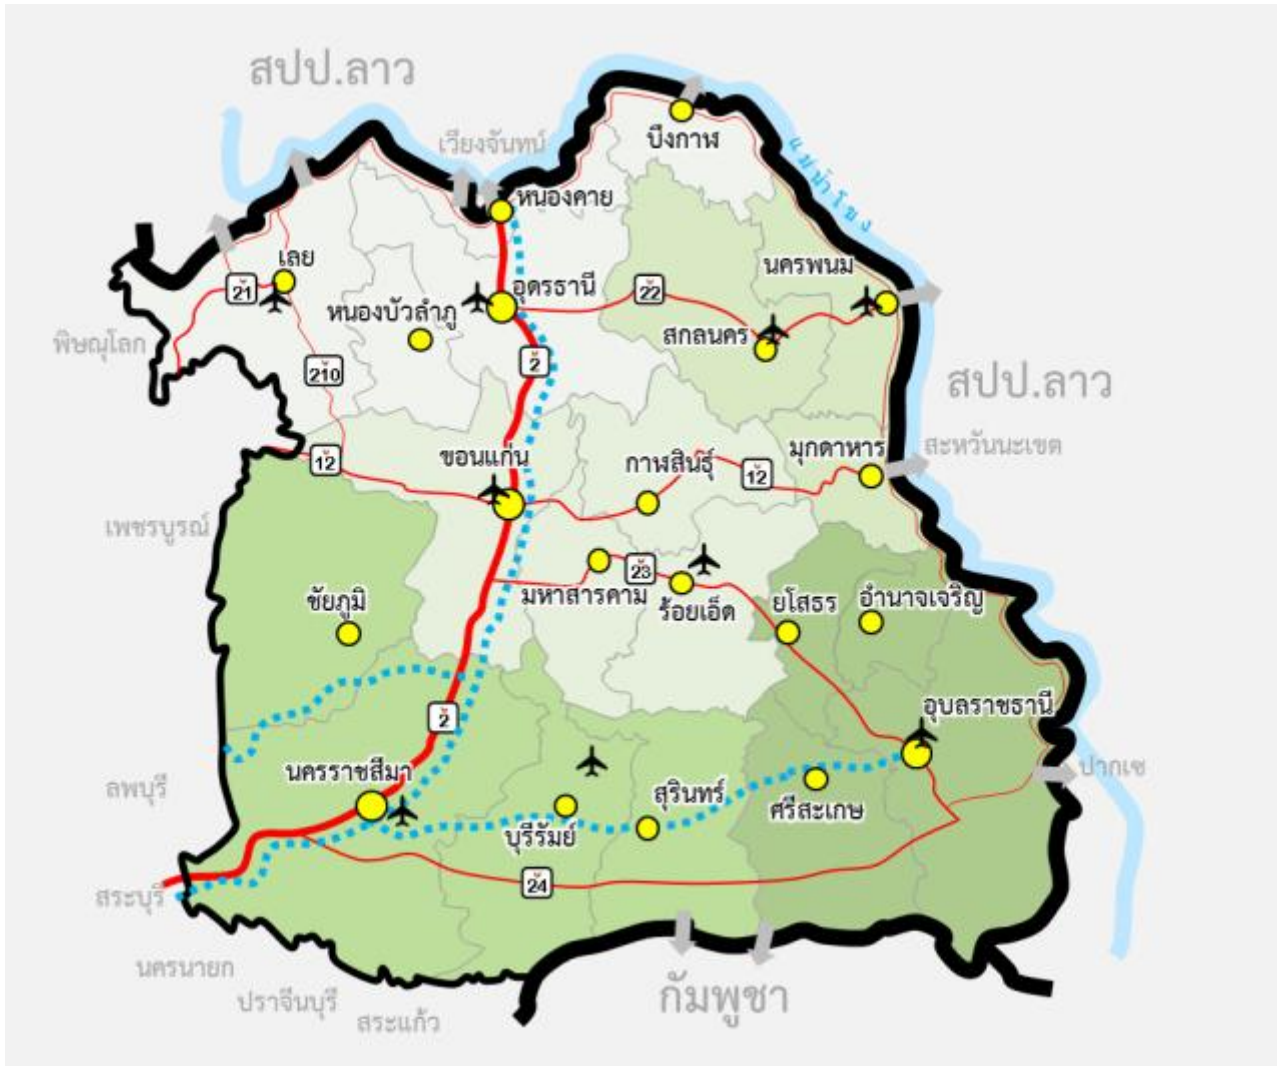 สปป.ลาว
เวียงจันทน์
บึงกาฬ
แม่น้ำโขง
หนองคาย
เลย
21
อุดรธานี
22
นครพนม
หนองบัวลำภู
สกลนคร
พิษณุโลก
210
2
สปป.ลาว
ขอนแก่น
12
กาฬสินธุ์
12
มุกดาหาร
สะหวันนะเขต
เพชรบูรณ์
มหาสารคาม
23
ร้อยเอ็ด
ยโสธร
อำนาจเจริญ
ชัยภูมิ
2
อุบลราชธานี
ปากเซ
นครราชสีมา
ลพบุรี
สุรินทร์
ศรีสะเกษ
บุรีรัมย์
24
สระบุรี
นครนายก
ปราจีนบุรี
สระแก้ว
กัมพูชา